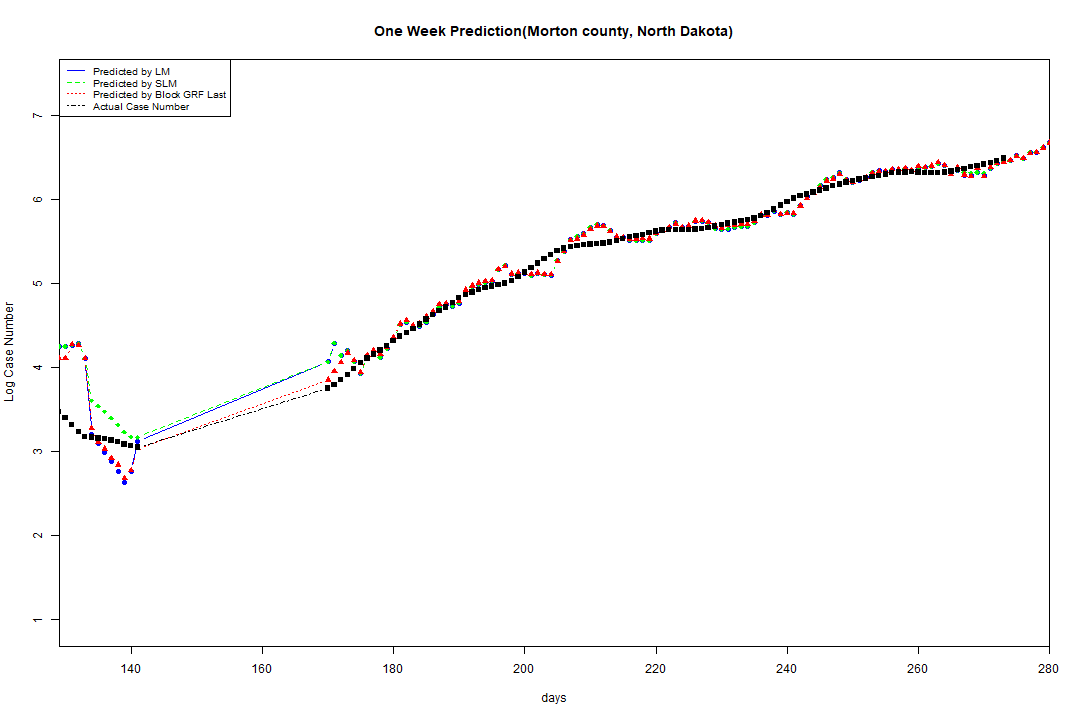 One Week Prediction(Morton county, North Dakota)
Predicted by LM
Predicted by SLM
Predicted by Block GRF Last
Actual Case Number
Log Case Number
7
6
5
4
3
2
1
140 160 180 200 220 240 260 280
days